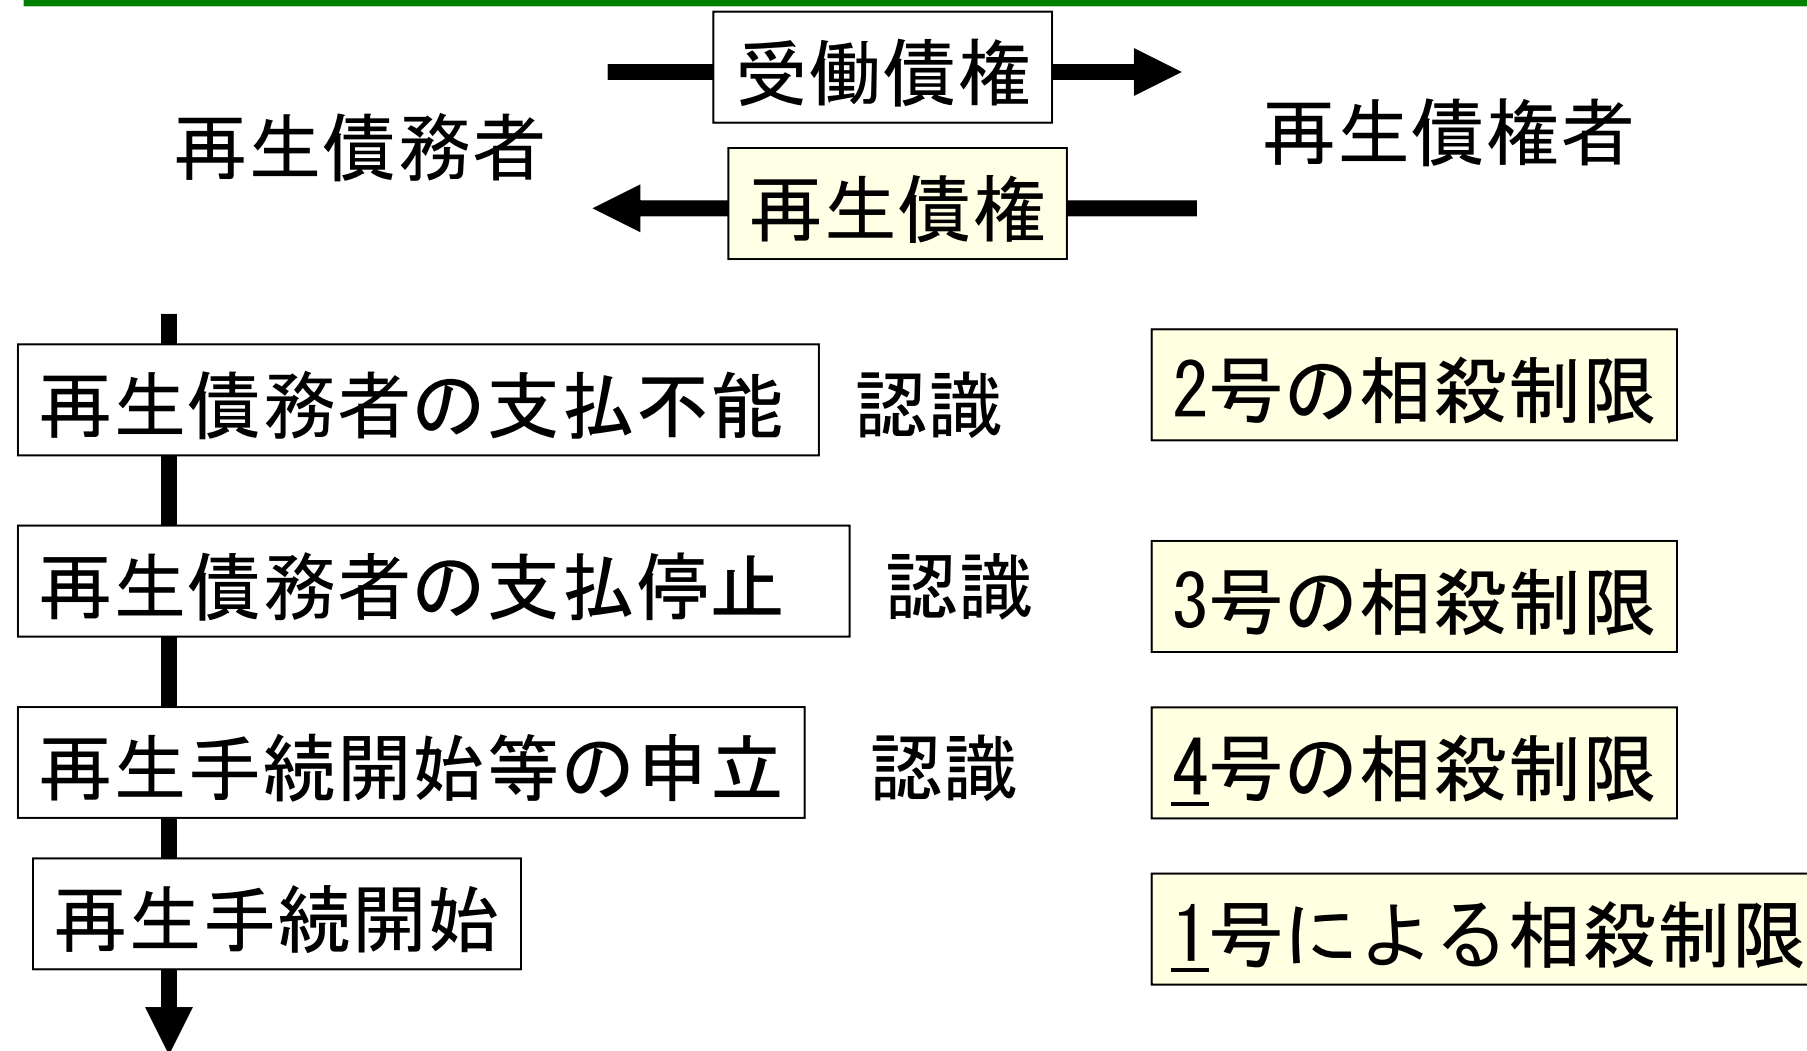 受働債権
再生債務者
再生債権者
再生債権
再生債務者の支払不能 認識 2号の相殺制限
再生債務者の支払停止 認識 3号の相殺制限
再生手続開始等の申立 認識 4号の相殺制限
再生手続開始 1号による相殺制限